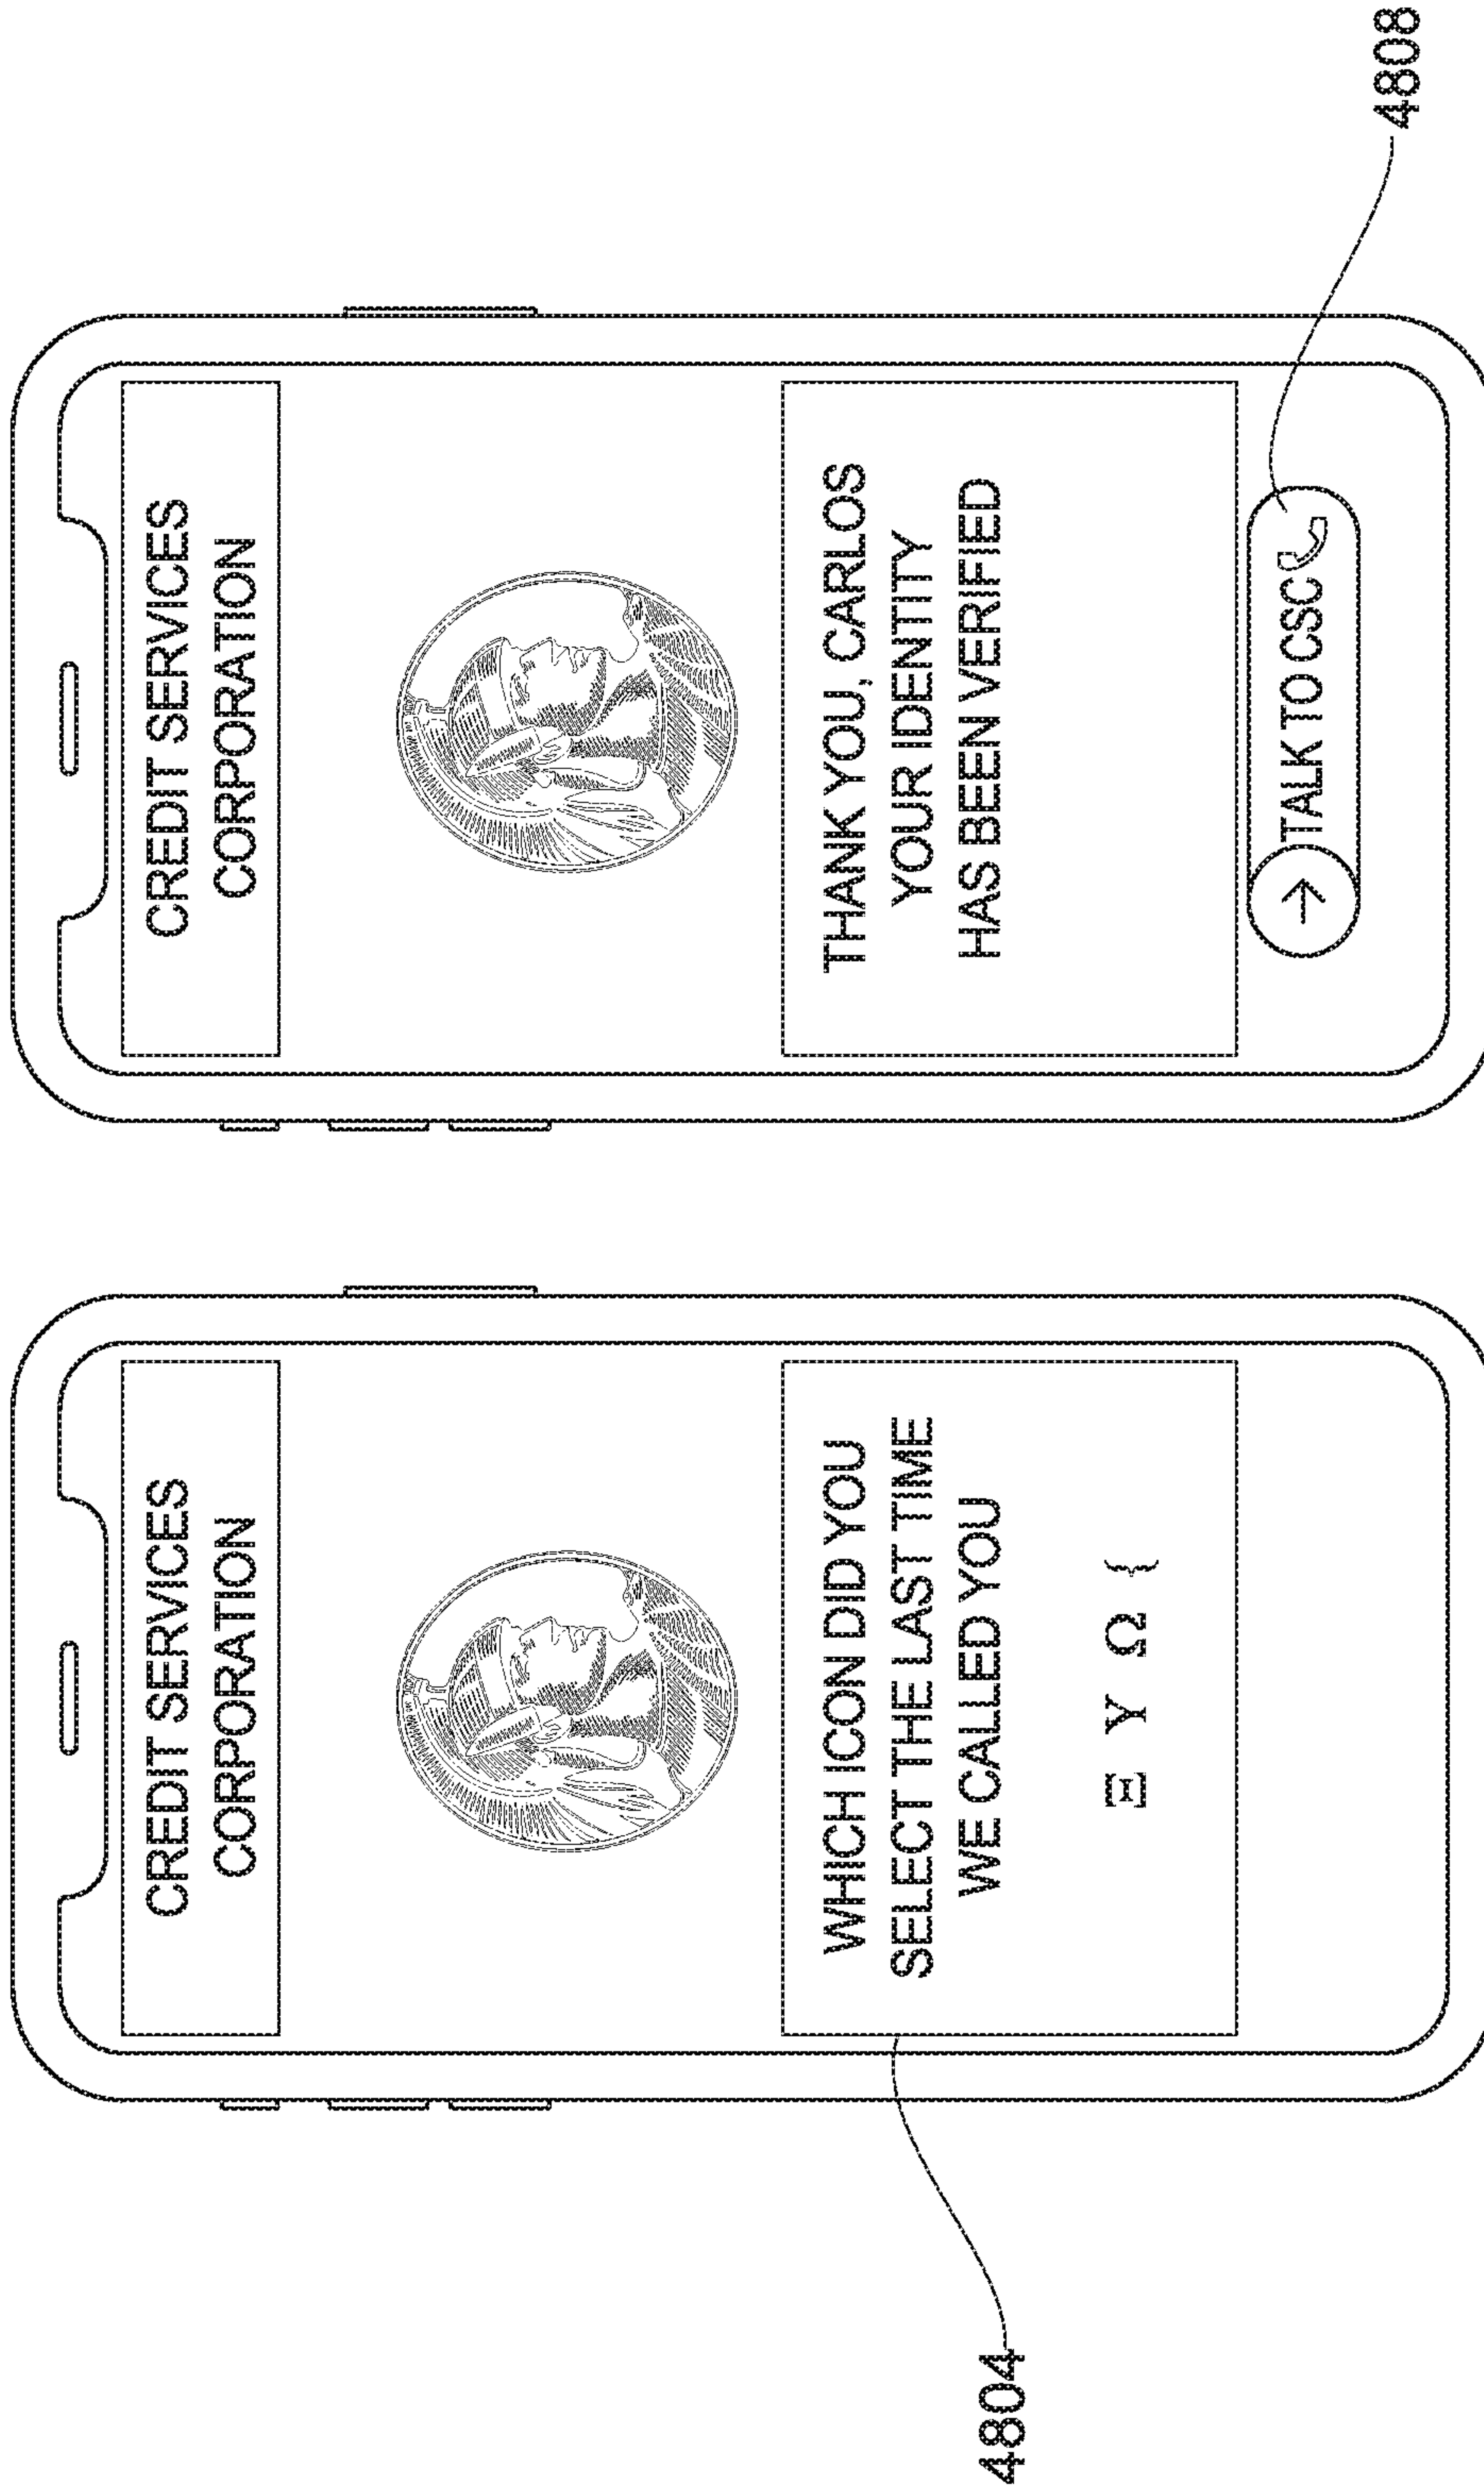 CREDIT SERVICES
CORPORATION
WHICH ICON DID YOU
SELECT THE LAST TIME
WE CALLED YOU
Ξ Υ Ω {
4804
CREDIT SERVICES
CORPORATION
THANK YOU, CARLOS
YOUR IDENTITY
HAS BEEN VERIFIED
TALK TO CSC
4808